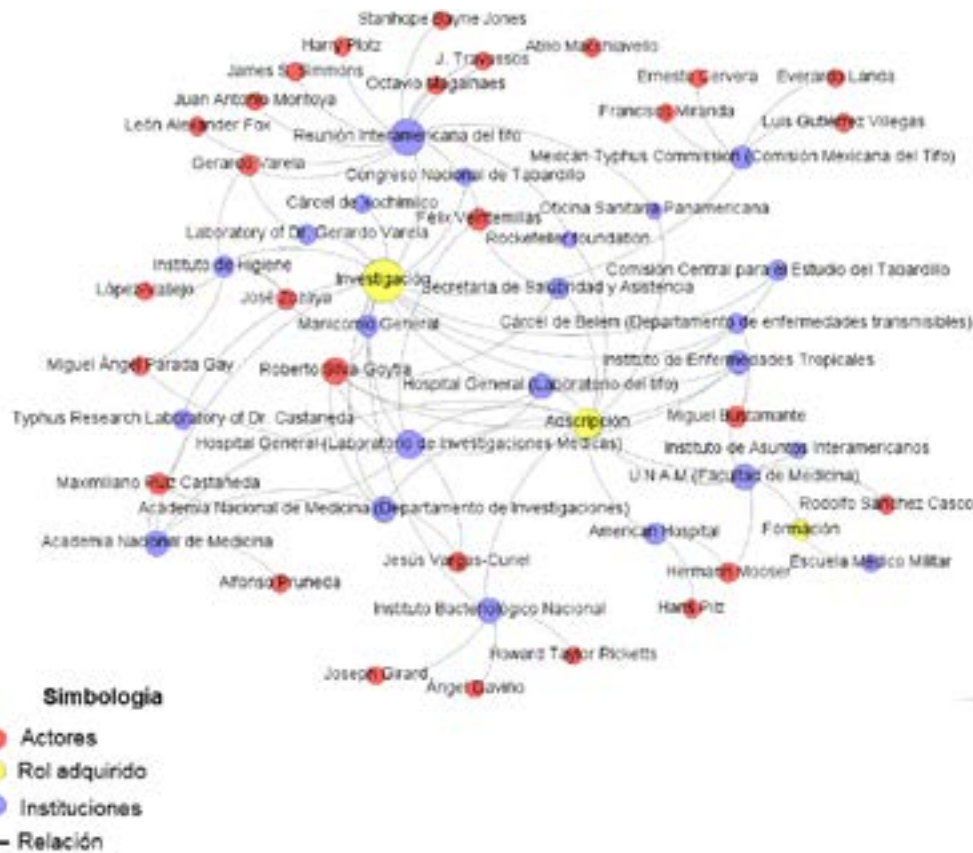 Stanhope Bayne Jones
Harry Plotz
Abilio Macchiavello
J. Travassos
James S. Simmons
Ernesto Cervera
Everardo Landa
Octavio Magalhaes
Juan Antonio Montoya
Francisco Miranda
León Alexander Fox
Luis Gutiérrez Villegas
Reunión Interamericana del tifo
Mexican Typhus Commission (Comisión Mexicana del Tifo)
Gerardo Varela
Congreso Nacional de Tabardillo
Cárcel de Xochimilco
Oficina Sanitaria Panamericana
Félix Veintemillas
Laboratory of Dr. Gerardo Varela
Rockefeller foundation
Instituto de Higiene
Comisión Central para el Estudio del Tabardillo
Investigación
Secretaría de Salubridad y Asistencia
López Vallejo
José Zozaya
Manicomio General
Cárcel de Belem (Departamento de enfermedades transmisibles)
Miguel Ángel Parada Gay
Roberto Silva Goytia
Instituto de Enfermedades Tropicales
Hospital General (Laboratorio del tifo)
Typhus Research Laboratory of Dr. Castaneda
Adscripción
Miguel Bustamante
Hospital General (Laboratorio de Investigaciones Médicas)
Instituto de Asuntos Interamericanos
U.N.A.M (Facultad de Medicina)
Maximiliano Ruiz Castañeda
Rodolfo Sánchez Casco
Academia Nacional de Medicina (Departamento de Investigaciones)
American Hospital
Formación
Academia Nacional de Medicina
Jesús Vargas-Curiel
Escuela Médico Militar
Hermann Mooser
Alfonso Pruneda
Instituto Bacteriológico Nacional
Hans Pilz
Howard Taylor Ricketts
Joseph Girard
Ángel Gaviño
Simbologia
Actores
Rol adquirido
Instituciones
Relación